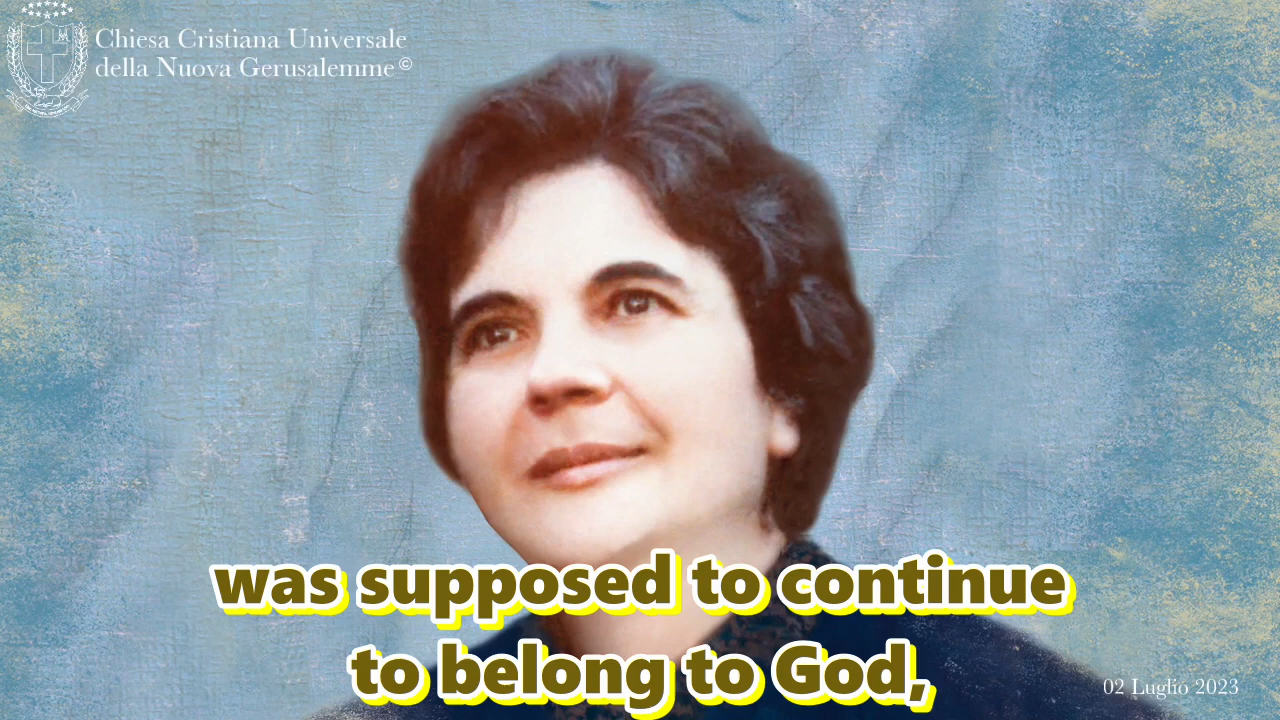 Chiesa Cristiana Universale
della Nuova Gerusalemme©
was supposed to continue
to belong to God,
02 Luglio 2023